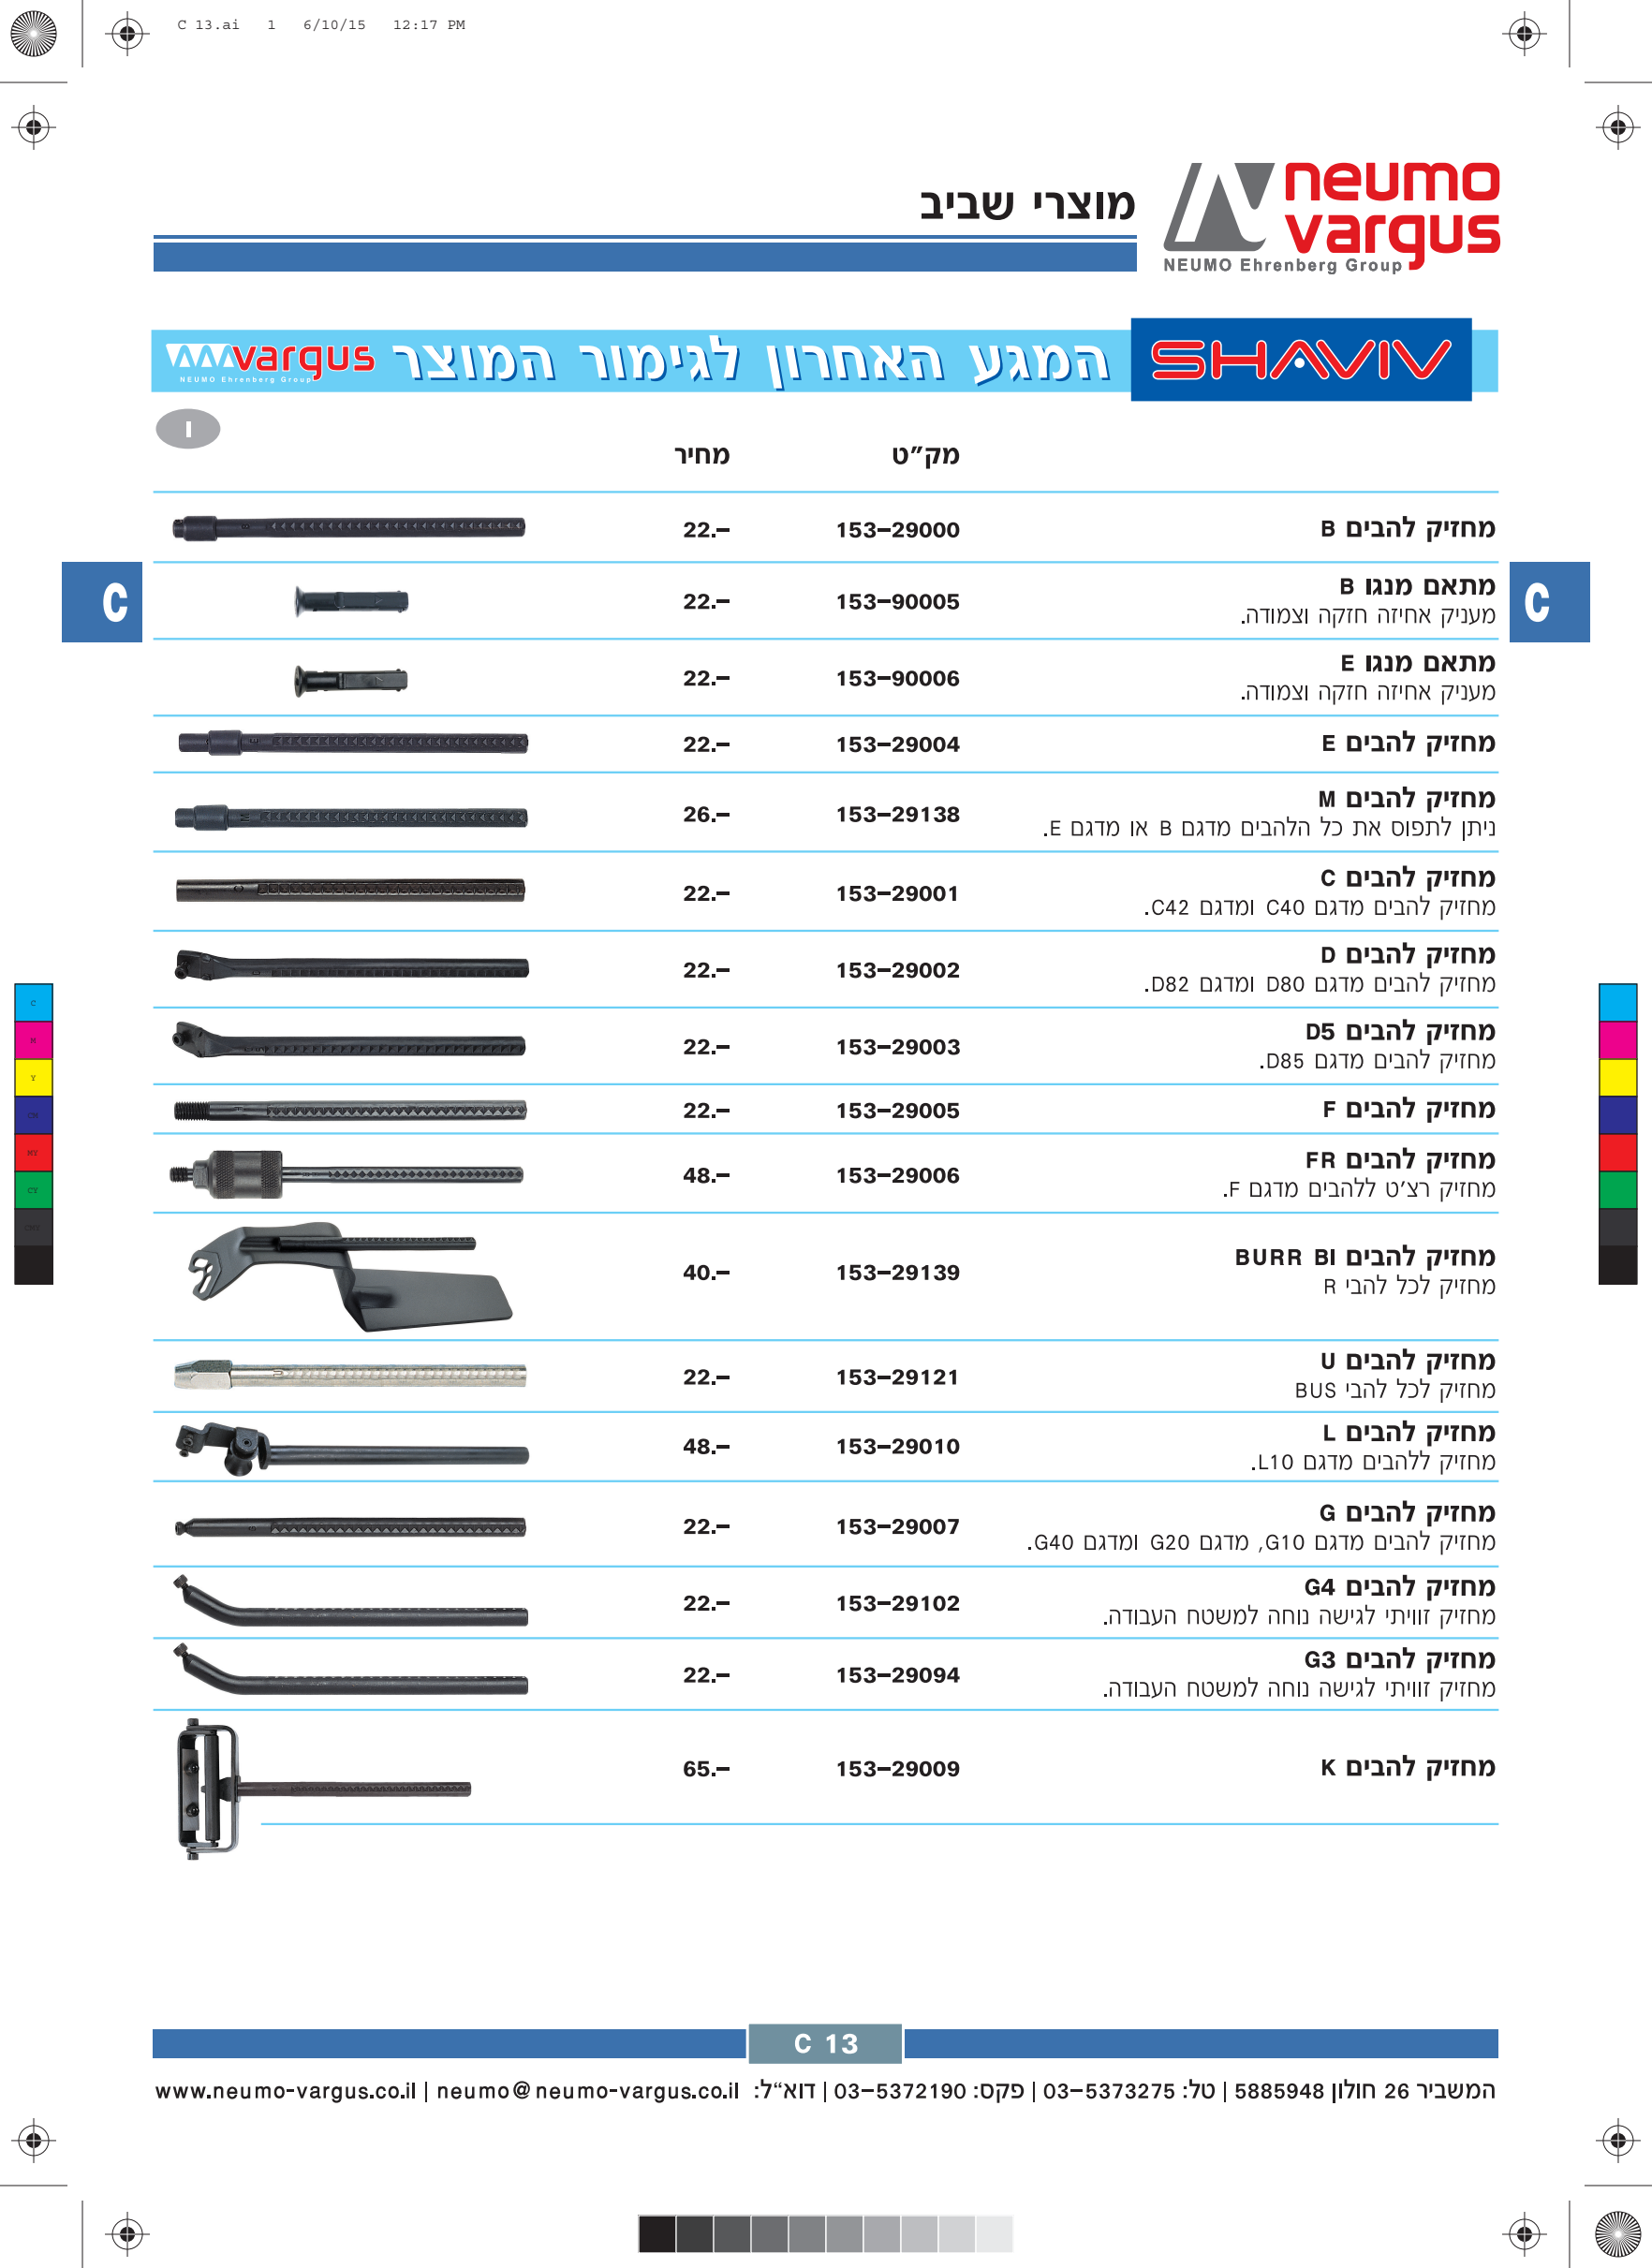 C 13.ai 1 6/10/15 12:17 PM
neumo
vargus
NEUMO Ehrenberg Group
מוצרי שביב
SHAVIV
המגע האחרון לגימור המוצר
vargus
NEUMO Ehrenberg Group
I
מק״ט מחיר
מחזיק להבים B 153-29000 22.-
C
C
מתאם מנגו B
מעניק אחיזה חזקה וצמודה.
153-90005 22.-
מתאם מנגו E
מעניק אחיזה חזקה וצמודה.
153-90006 22.-
מחזיק להבים E 153-29004 22.-
מחזיק להבים M
ניתן לתפוס את כל הלהבים מדגם B או מדגם E.
153-29138 26.-
מחזיק להבים C
מחזיק להבים מדגם C40 ומדגם C42.
153-29001 22.-
מחזיק להבים D
מחזיק להבים מדגם D80 ומדגם D82.
153-29002 22.-
מחזיק להבים D5
מחזיק להבים מדגם D85.
153-29003 22.-
מחזיק להבים F 153-29005 22.-
מחזיק להבים FR
מחזיק רצ׳ט ללהבים מדגם F.
153-29006 48.-
מחזיק להבים BURR BI
מחזיק לכל להבי R
153-29139 40.-
מחזיק להבים U
מחזיק לכל להבי BUS
153-29121 22.-
מחזיק להבים L
מחזיק ללהבים מדגם L10.
153-29010 48.-
מחזיק להבים G
מחזיק להבים מדגם G10, מדגם G20 ומדגם G40.
153-29007 22.-
מחזיק להבים G4
מחזיק זוויתי לגישה נוחה למשטח העבודה.
153-29102 22.-
מחזיק להבים G3
מחזיק זוויתי לגישה נוחה למשטח העבודה.
153-29094 22.-
מחזיק להבים K 153-29009 65.-
C
M
Y
CM
MY
CY
CMY
C 13
המשביר 26 חולון 5885948 | טל: 03-5373275 | פקס: 03-5372190 | דוא“ל: neumo@neumo-vargus.co.il | www.neumo-vargus.co.il